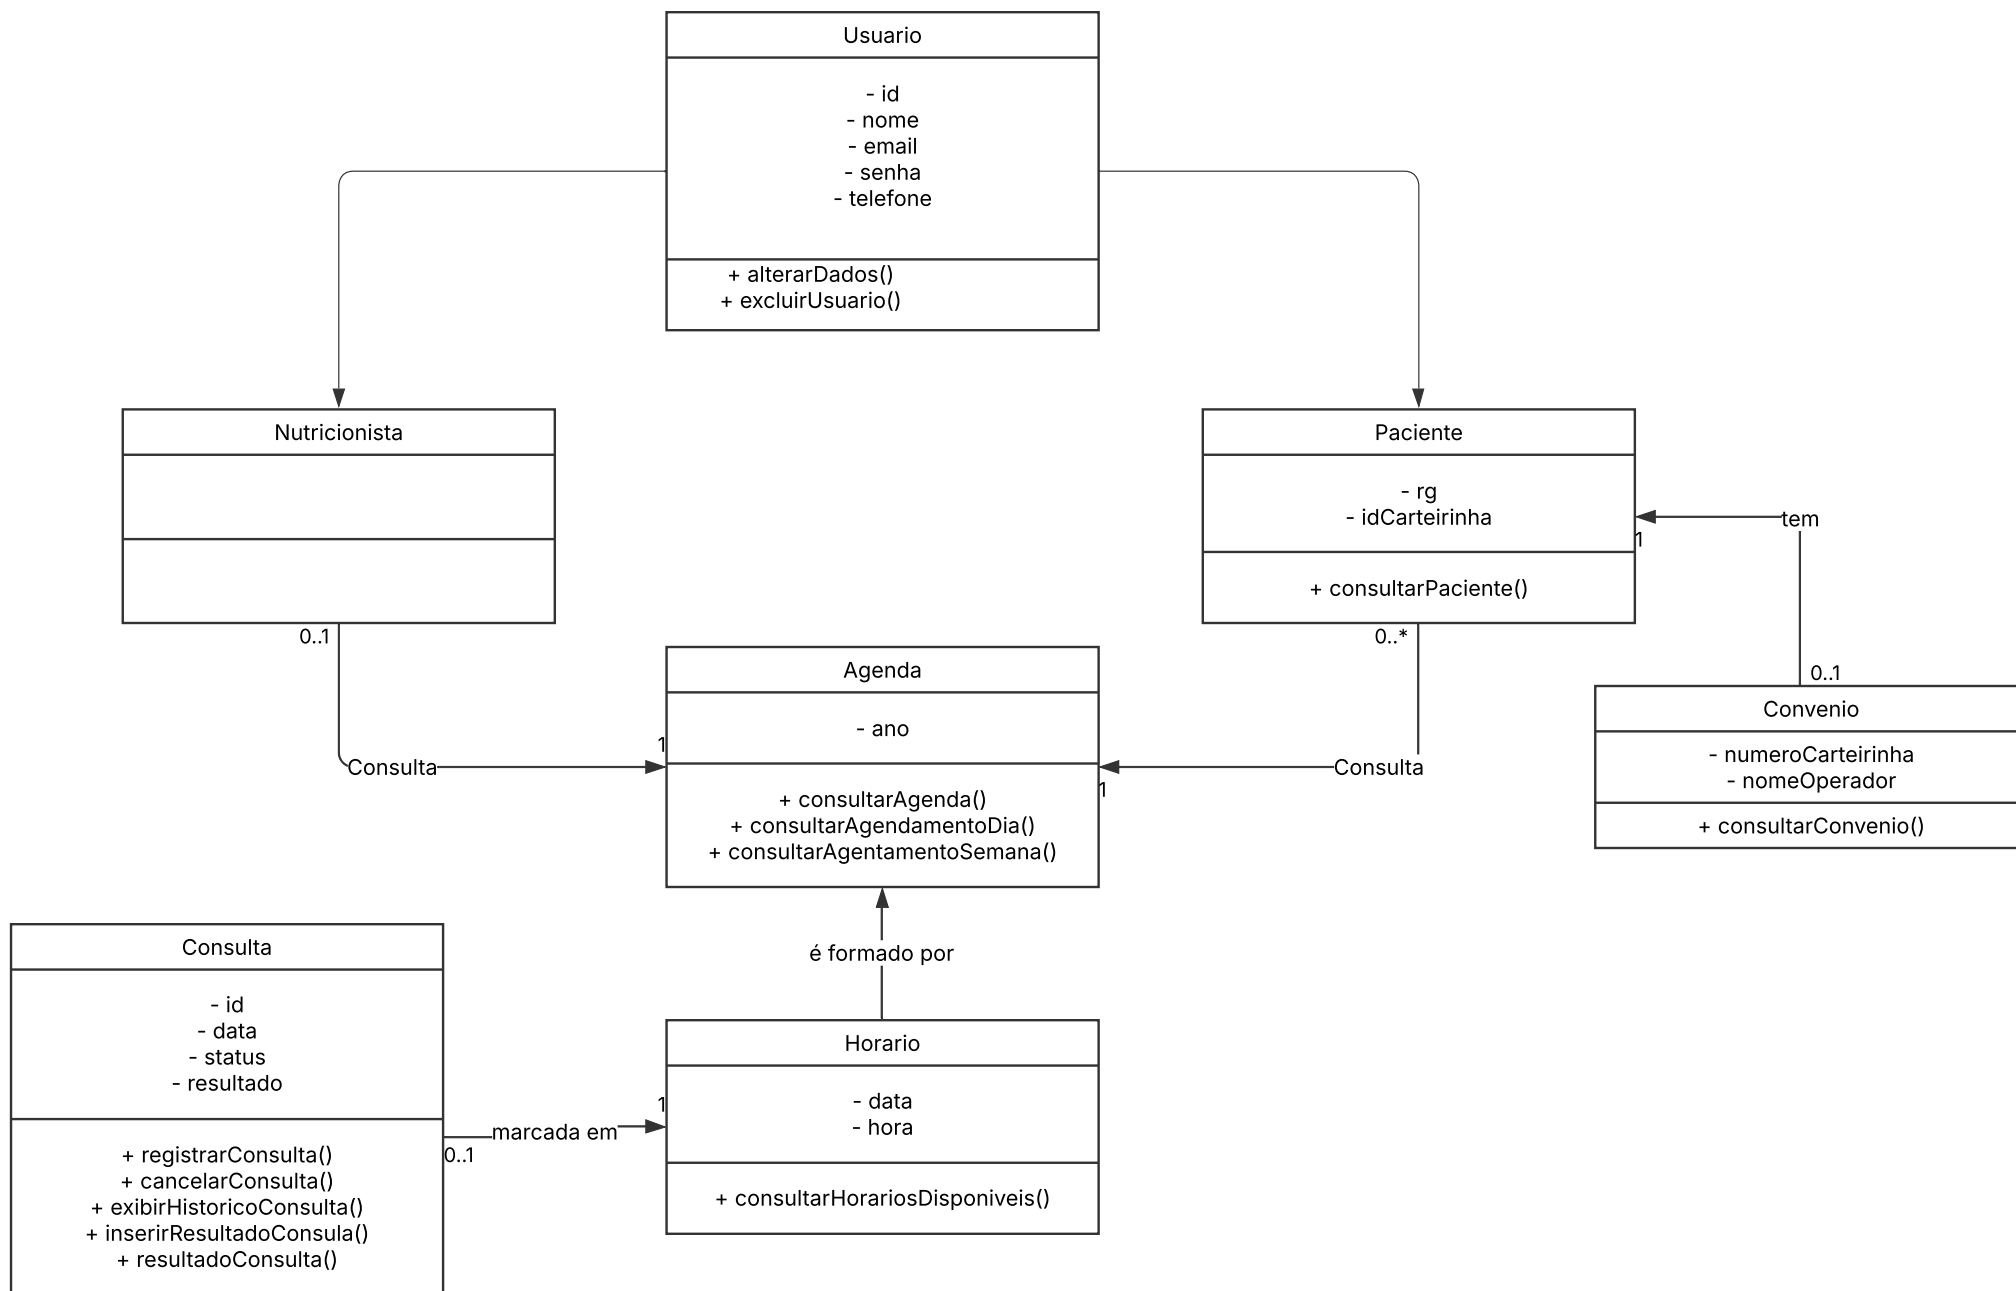 Usuario
- id
- nome
- email
- senha
- telefone
+ alterarDados()
+ excluirUsuario()
Nutricionista
Paciente
- rg
- idCarteirinha
+ consultarPaciente()
tem
1
0..1
0..1
0..*
Agenda
- ano
+ consultarAgenda()
+ consultarAgendamentoDia()
+ consultarAgentamentoSemana()
1
Consulta
Consulta
1
Convenio
- numeroCarteirinha
- nomeOperador
+ consultarConvenio()
é formado por
Consulta
- id
- data
- status
- resultado
+ registrarConsulta()
+ cancelarConsulta()
+ exibirHistoricoConsulta()
+ inserirResultadoConsula()
+ resultadoConsulta()
marcada em
0..1
1
Horario
- data
- hora
+ consultarHorariosDisponiveis()